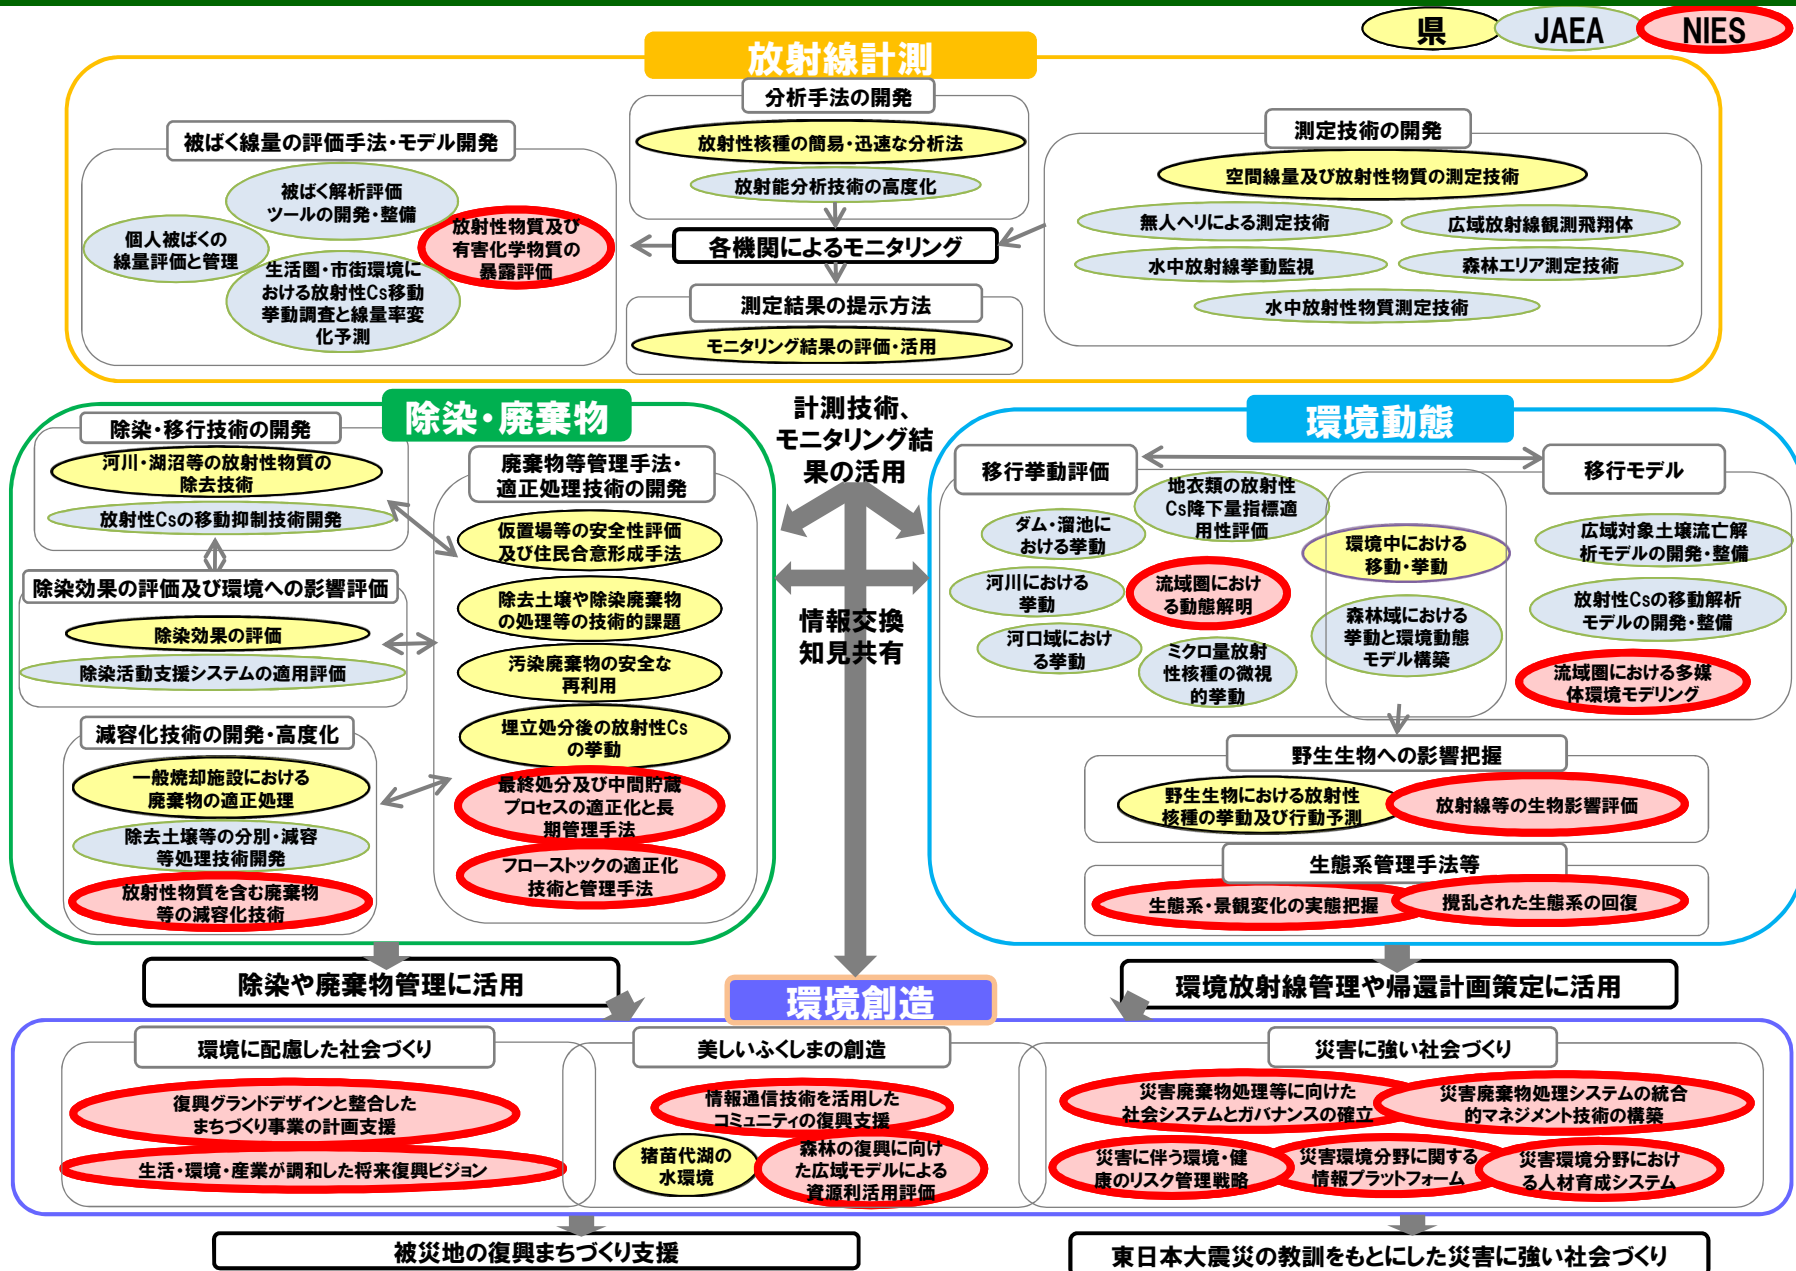 県
JAEA
NIES
放射線計測
分析手法の開発
放射性核種の簡易・迅速な分析法
放射能分析技術の高度化
各機関によるモニタリング
測定結果の提示方法
モニタリング結果の評価・活用
被ばく線量の評価手法・モデル開発
被ばく解析評価
ツールの開発・整備
個人被ばくの
線量評価と管理
放射性物質及び
有害化学物質の
暴露評価
生活圏・市街環境に
おける放射性Cs移動
挙動調査と線量率変
化予測
測定技術の開発
空間線量及び放射性物質の測定技術
無人ヘリによる測定技術
広域放射線観測飛翔体
水中放射線挙動監視
森林エリア測定技術
水中放射性物質測定技術
除染・廃棄物
除染・移行技術の開発
河川・湖沼等の放射性物質の
除去技術
放射性Csの移動抑制技術開発
除染効果の評価及び環境への影響評価
除染効果の評価
除染活動支援システムの適用評価
減容化技術の開発・高度化
一般焼却施設における
廃棄物の適正処理
除去土壌等の分別・減容
等処理技術開発
放射性物質を含む廃棄物
等の減容化技術
廃棄物等管理手法・
適正処理技術の開発
仮置場等の安全性評価
及び住民合意形成手法
除去土壌や除染廃棄物
の処理等の技術的課題
汚染廃棄物の安全な
再利用
埋立処分後の放射性Cs
の挙動
最終処分及び中間貯蔵
プロセスの適正化と長
期管理手法
フローストックの適正化
技術と管理手法
計測技術、
モニタリング結
果の活用
情報交換
知見共有
環境動態
移行挙動評価
移行モデル
地衣類の放射性
Cs降下量指標適
用性評価
ダム・溜池に
おける挙動
河川における
挙動
流域圏におけ
る動態解明
河口域におけ
る挙動
ミクロ量放射
性核種の微視
的挙動
環境中における
移動・挙動
森林域における
挙動と環境動態
モデル構築
広域対象土壌流亡解
析モデルの開発・整備
放射性Csの移動解析
モデルの開発・整備
流域圏における多媒
体環境モデリング
野生生物への影響把握
野生生物における放射性
核種の挙動及び行動予測
放射線等の生物影響評価
生態系管理手法等
生態系・景観変化の実態把握
攪乱された生態系の回復
除染や廃棄物管理に活用
環境放射線管理や帰還計画策定に活用
環境創造
環境に配慮した社会づくり
復興グランドデザインと整合した
まちづくり事業の計画支援
生活・環境・産業が調和した将来復興ビジョン
美しいふくしまの創造
情報通信技術を活用した
コミュニティの復興支援
猪苗代湖の
水環境
森林の復興に向け
た広域モデルによる
資源利活用評価
災害に強い社会づくり
災害廃棄物処理等に向けた
社会システムとガバナンスの確立
災害廃棄物処理システムの統合
的マネジメント技術の構築
災害に伴う環境・健
康のリスク管理戦略
災害環境分野に関する
情報プラットフォーム
災害環境分野におけ
る人材育成システム
被災地の復興まちづくり支援
東日本大震災の教訓をもとにした災害に強い社会づくり